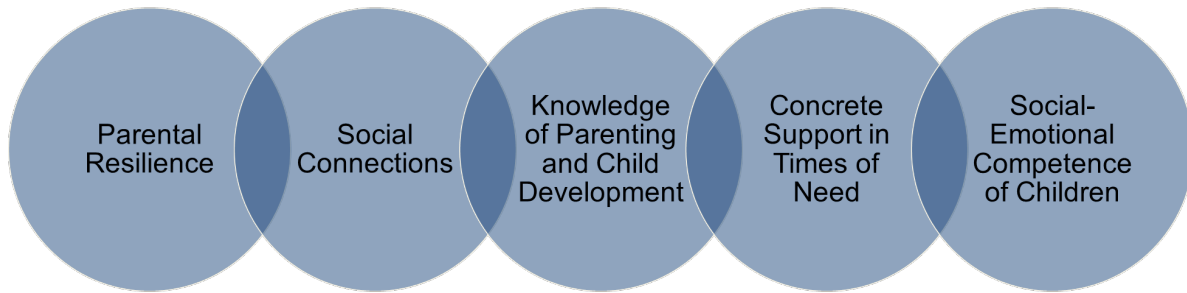 Parental
Resilience
Social
Connections
Knowledge
of Parenting
and Child
Development
Concrete
Support in
Times of
Need
Social-
Emotional
Competence
of Children